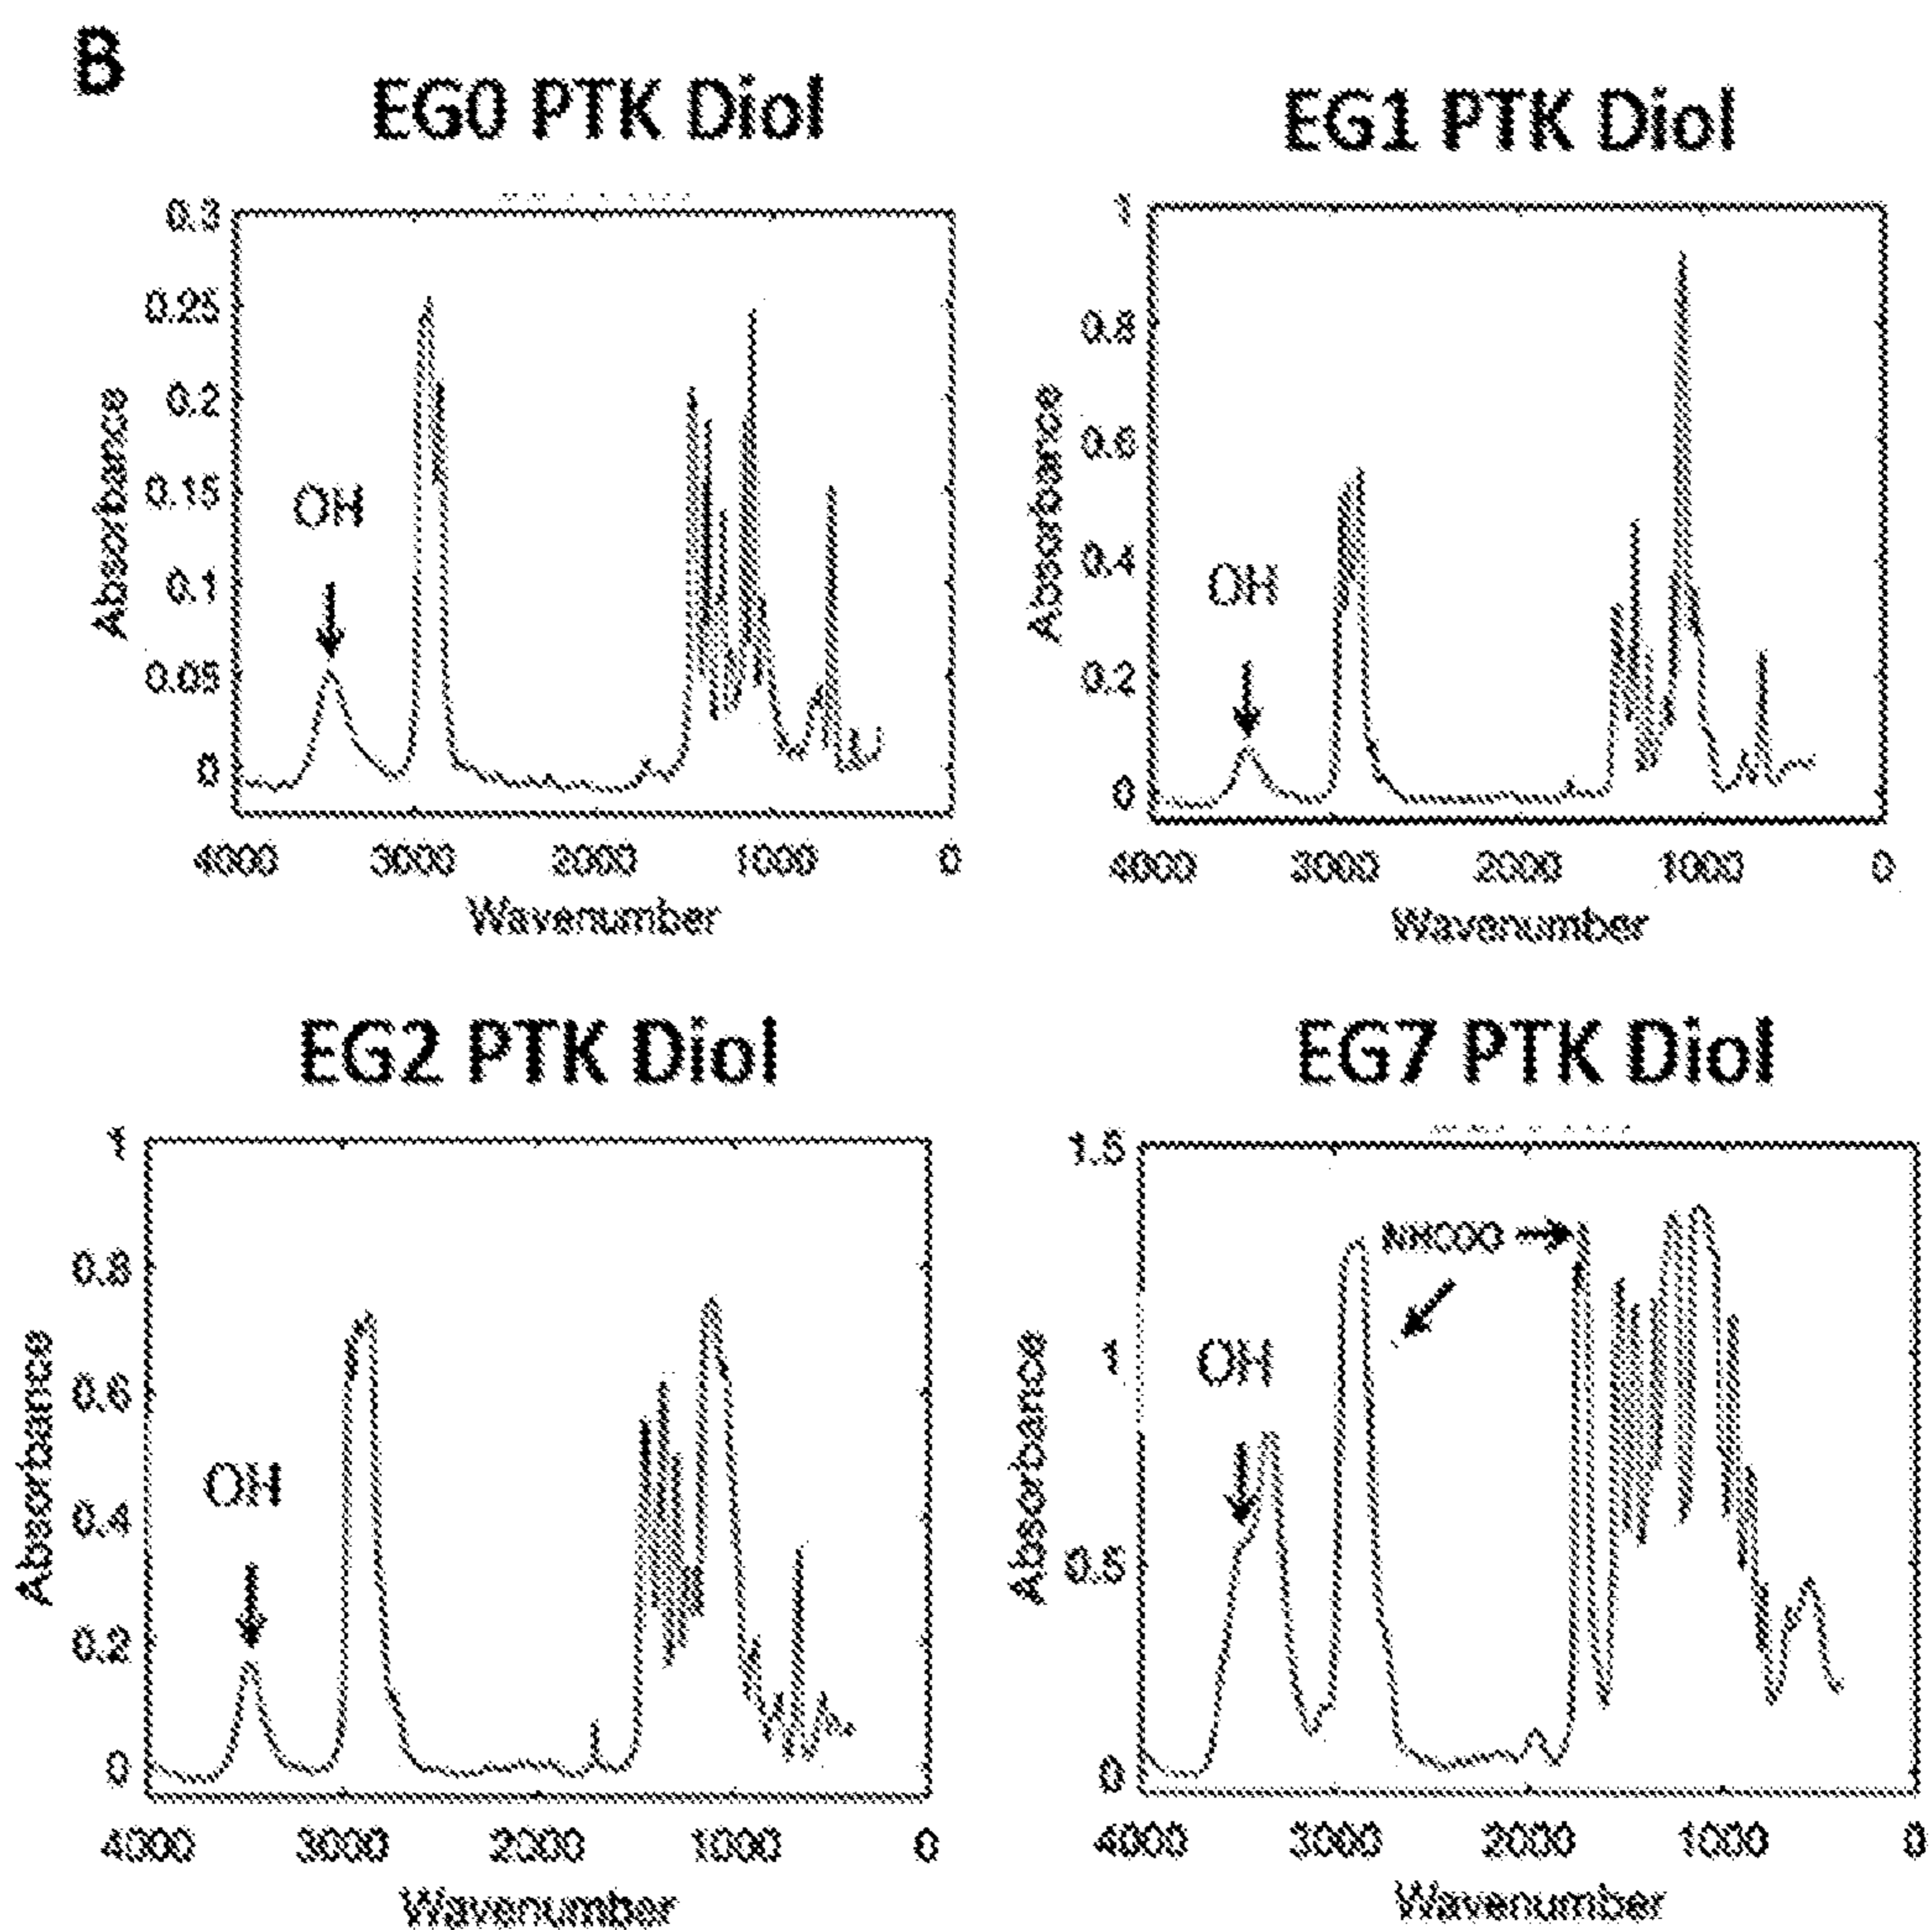 B
EG0 PTK Diol
0.3
0.25
0.2
0.15
0.1
0.05
0
Absorbance
OH
4000 3000 2000 1000 0
Wavenumber
EG1 PTK Diol
1
0.8
0.6
0.4
0.2
0
Absorbance
OH
4000 3000 2000 1000 0
Wavenumber
EG2 PTK Diol
1
0.8
0.6
0.4
0.2
0
Absorbance
OH
4000 3000 2000 1000 0
Wavenumber
EG7 PTK Diol
1.5
1
0.5
0
Absorbance
OH
NHCOO
4000 3000 2000 1000 0
Wavenumber